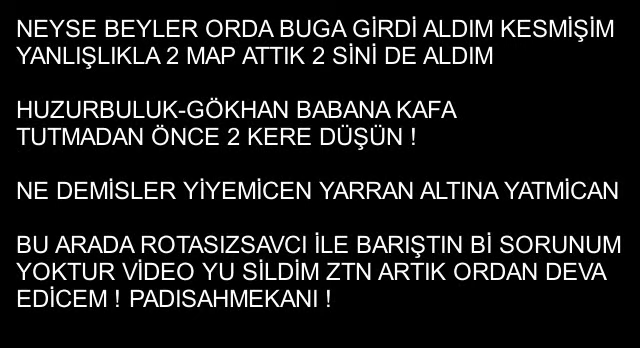 NEYSE BEYLER ORDA BUGA GİRDİ ALDIM KESMİŞİM
YANLIŞLIKLA 2 MAP ATTIK 2 SİNİ DE ALDIM
HUZURBULUK-GÖKHAN BABANA KAFA
TUTMADAN ÖNCE 2 KERE DÜŞÜN !
NE DEMİSLER YİYEMİCEN YARRAN ALTINA YATMİCAN
BU ARADA ROTASIZSAVCI İLE BARIŞTIN Bİ SORUNUM
YOKTUR VİDEO YU SİLDİM ZTN ARTIK ORDAN DEVA
EDİCEM ! PADISAHMEKANI !